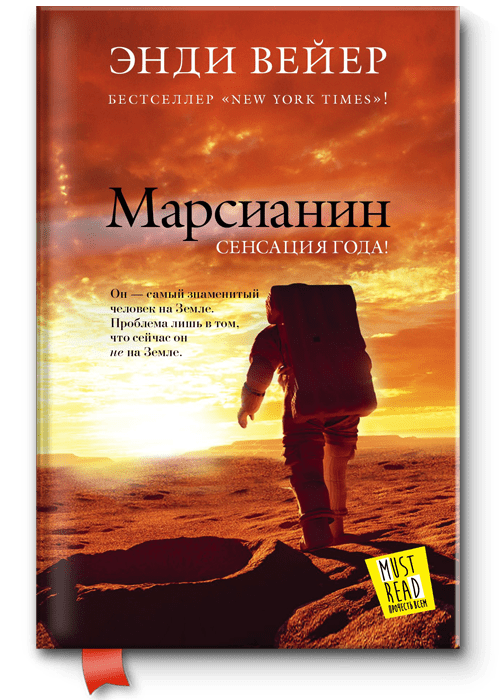 ЭНДИ ВЕЙЕР
БЕСТСЕЛЛЕР «NEW YORK TIMES»!
Марсианин
СЕНСАЦИЯ ГОДА!
Он — самый знаменитый
человек на Земле.
Проблема лишь в том,
что сейчас он
не на Земле.
MUST
READ
ПРОЧЕСТЬ ВСЕМ